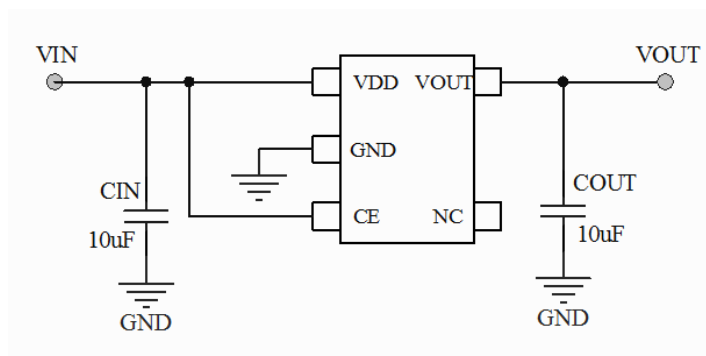 VIN
VOUT
VDD VOUT
GND
CIN
COUT
CE NC
10uF
10uF
GND
GND